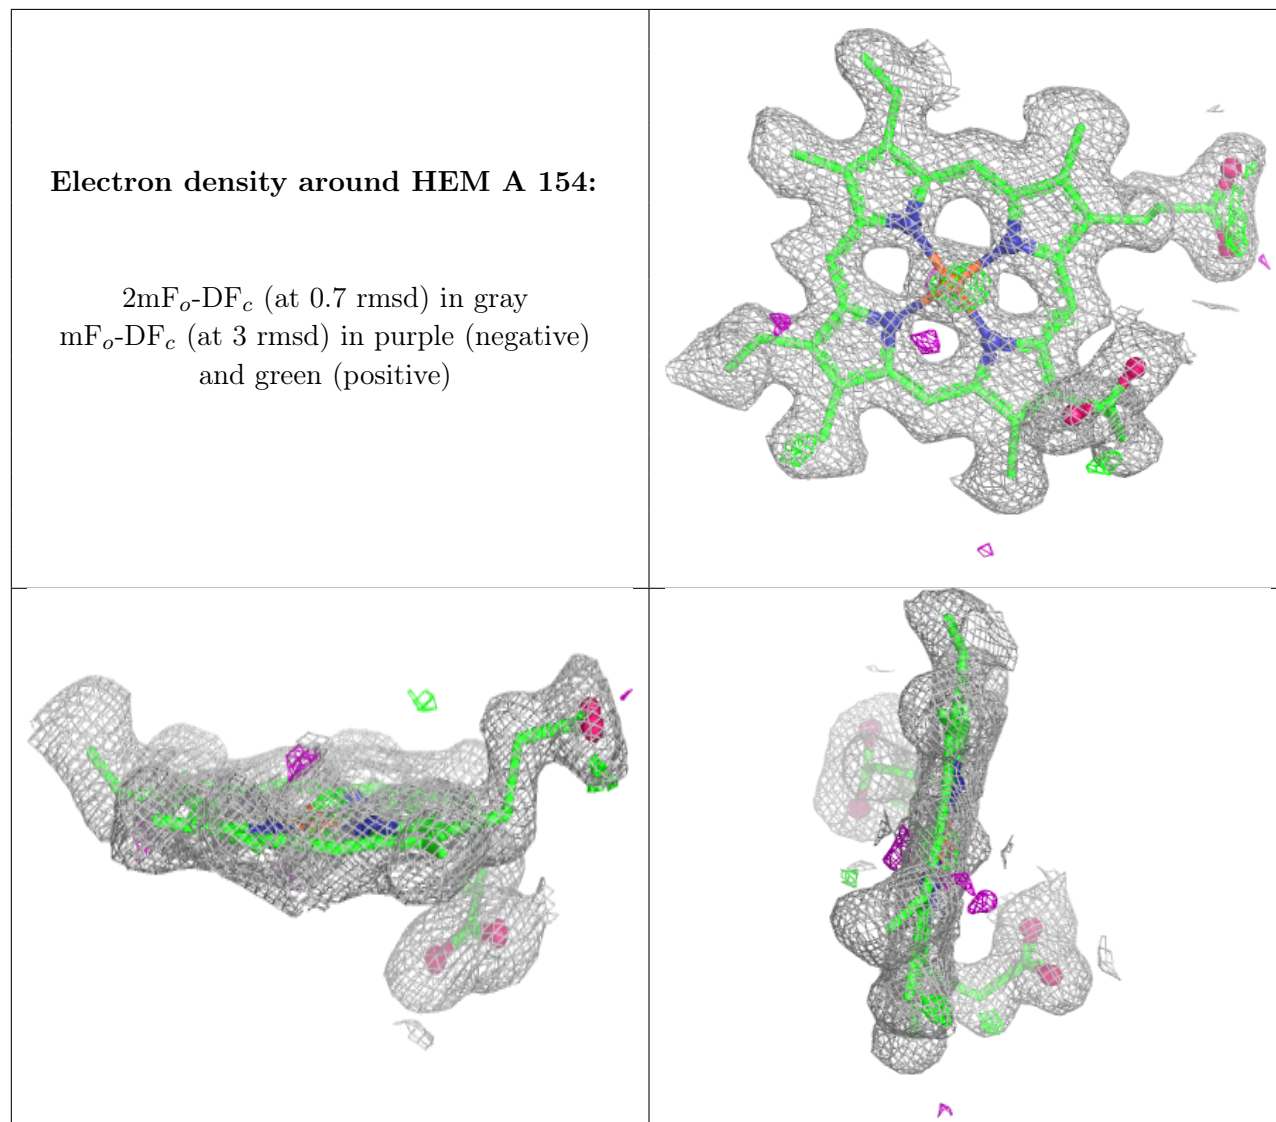 Electron density around HEM A 154:
2mFo-DFc (at 0.7 rmsd) in gray
mFo-DFc (at 3 rmsd) in purple (negative)
and green (positive)